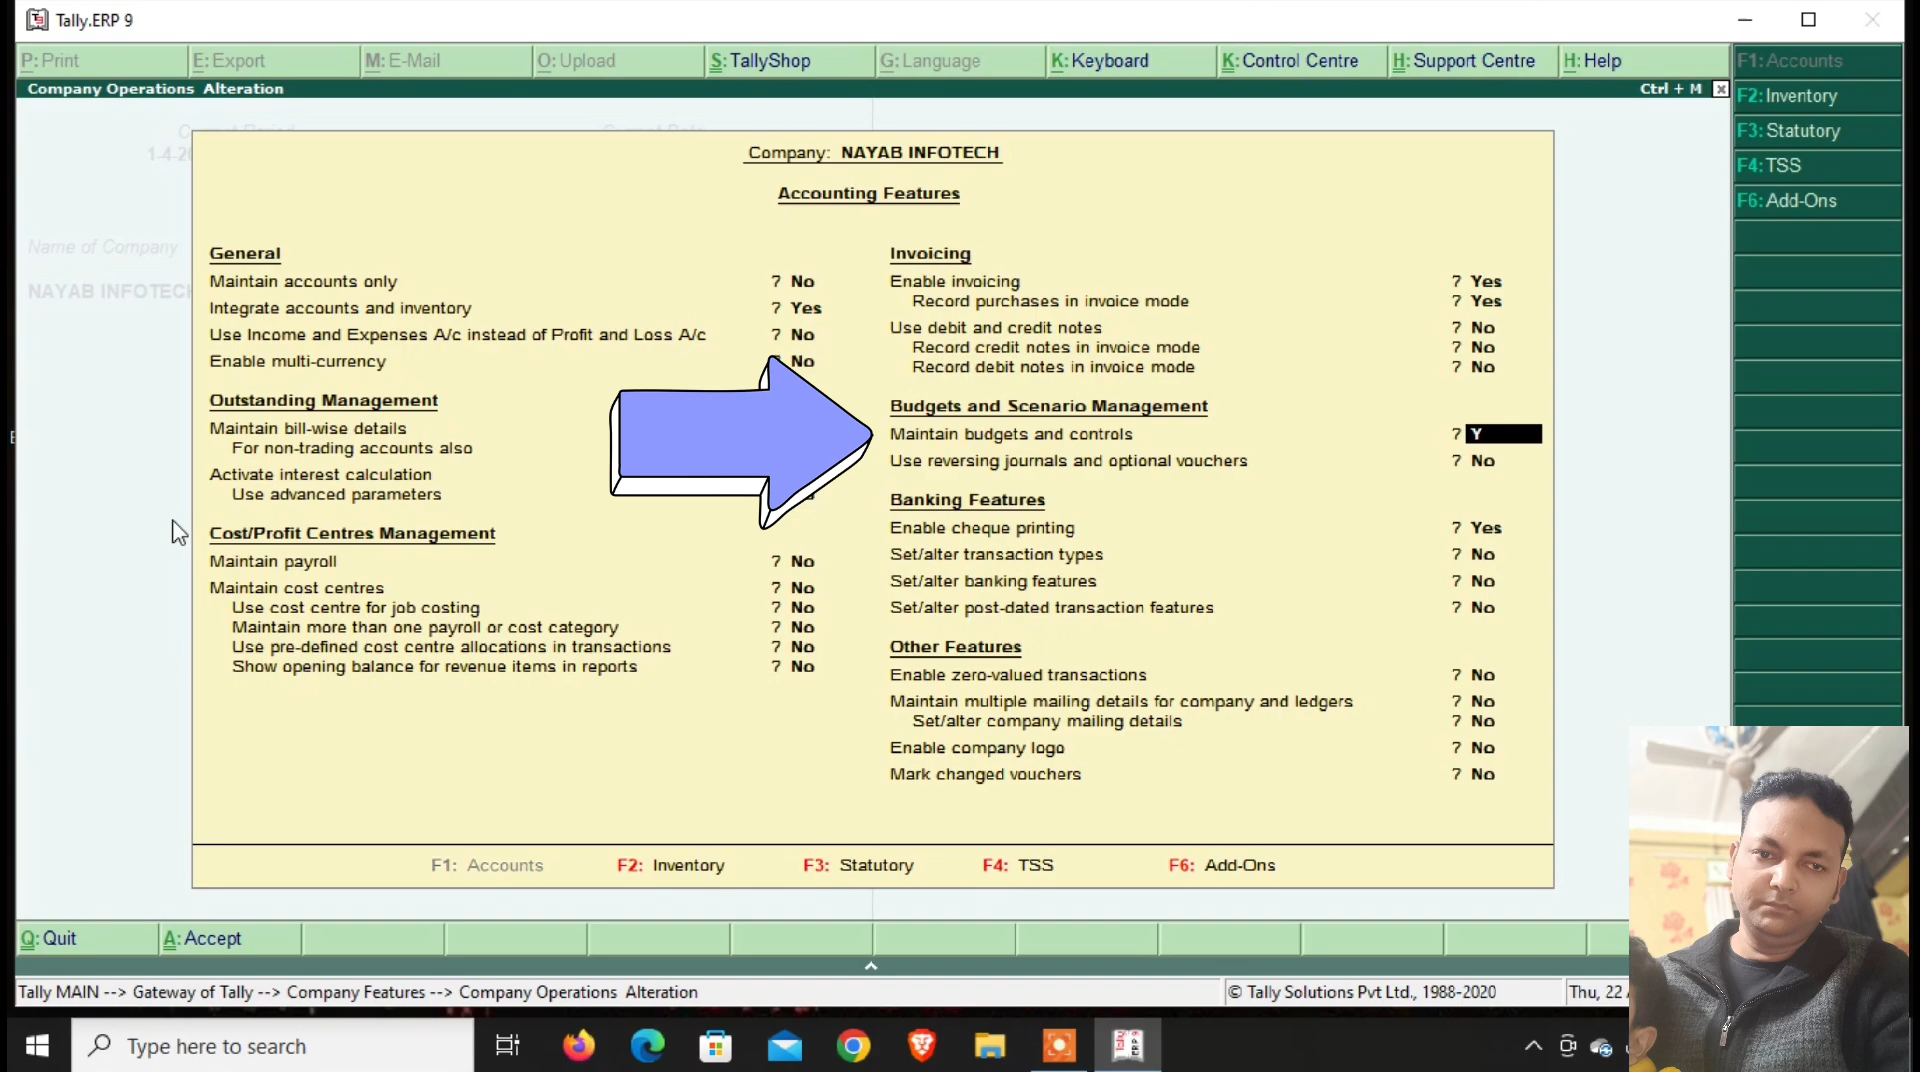 Tally.ERP 9
P: Print
E: Export
M: E-Mail
O: Upload
S: TallyShop
G: Language
K: Keyboard
K: Control Centre
H: Support Centre
H: Help
F1: Accounts
Company Operations Alteration
Ctrl + M
F2: Inventory
F3: Statutory
F4: TSS
F6: Add-Ons
Name of Company
NAYAB INFOTECH
Company: NAYAB INFOTECH
Accounting Features
General
Maintain accounts only ? No
Integrate accounts and inventory ? Yes
Use Income and Expenses A/c instead of Profit and Loss A/c ? No
Enable multi-currency ? No
Outstanding Management
Maintain bill-wise details
For non-trading accounts also
Activate interest calculation
Use advanced parameters
Cost/Profit Centres Management
Maintain payroll ? No
Maintain cost centres ? No
Use cost centre for job costing ? No
Maintain more than one payroll or cost category ? No
Use pre-defined cost centre allocations in transactions ? No
Show opening balance for revenue items in reports ? No
Invoicing
Enable invoicing ? Yes
Record purchases in invoice mode ? Yes
Use debit and credit notes ? No
Record credit notes in invoice mode ? No
Record debit notes in invoice mode ? No
Budgets and Scenario Management
Maintain budgets and controls ? Y
Use reversing journals and optional vouchers ? No
Banking Features
Enable cheque printing ? Yes
Set/alter transaction types ? No
Set/alter banking features ? No
Set/alter post-dated transaction features ? No
Other Features
Enable zero-valued transactions ? No
Maintain multiple mailing details for company and ledgers ? No
Set/alter company mailing details ? No
Enable company logo ? No
Mark changed vouchers ? No
F1: Accounts F2: Inventory F3: Statutory F4: TSS F6: Add-Ons
Q: Quit
A: Accept
Tally MAIN --> Gateway of Tally --> Company Features --> Company Operations Alteration
© Tally Solutions Pvt Ltd., 1988-2020
Thu, 22
Type here to search